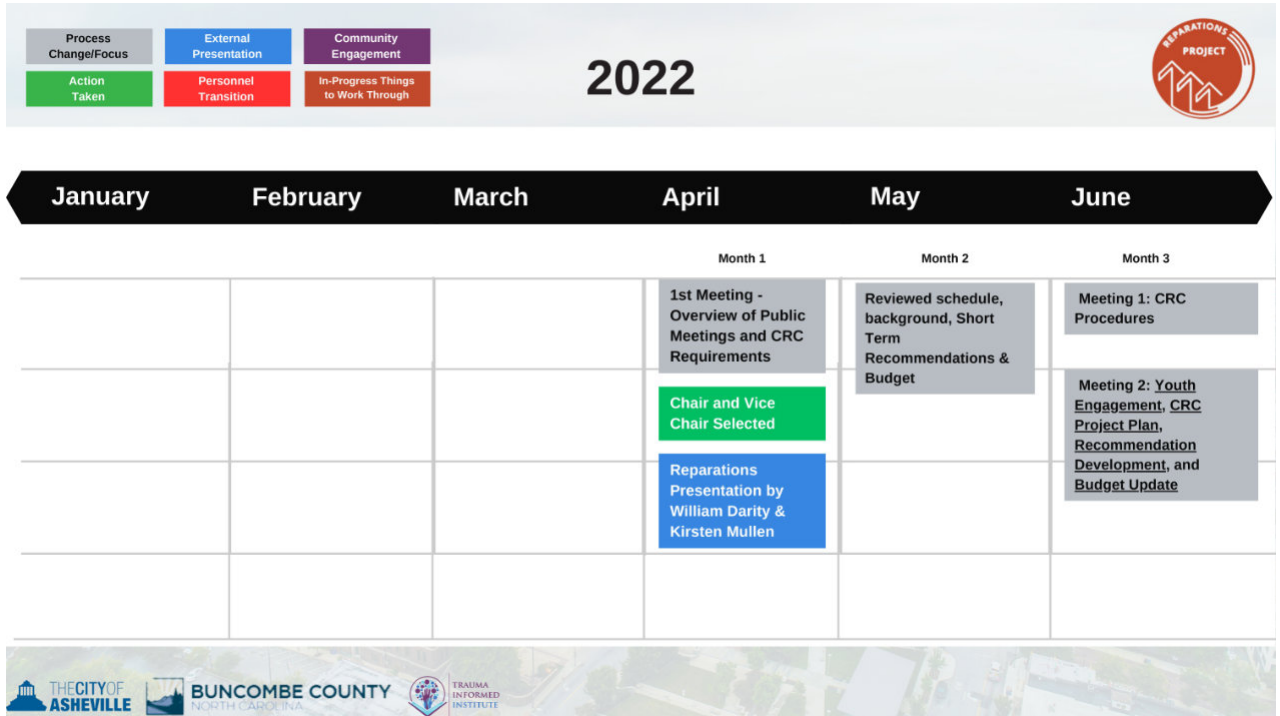 Process
Change/Focus
External
Presentation
Community
Engagement
Action
Taken
Personnel
Transition
In-Progress Things
to Work Through
2022
REPARATIONS
PROJECT
January
February
March
April
May
June
Month 1
Month 2
Month 3
1st Meeting -
Overview of Public
Meetings and CRC
Requirements
Chair and Vice
Chair Selected
Reparations
Presentation by
William Darity &
Kirsten Mullen
Reviewed schedule,
background, Short
Term
Recommendations &
Budget
Meeting 1: CRC
Procedures
Meeting 2: Youth
Engagement, CRC
Project Plan,
Recommendation
Development, and
Budget Update
THECITYOF
ASHEVILLE
BUNCOMBE COUNTY
NORTH CAROLINA
TRAUMA
INFORMED
INSTITUTE